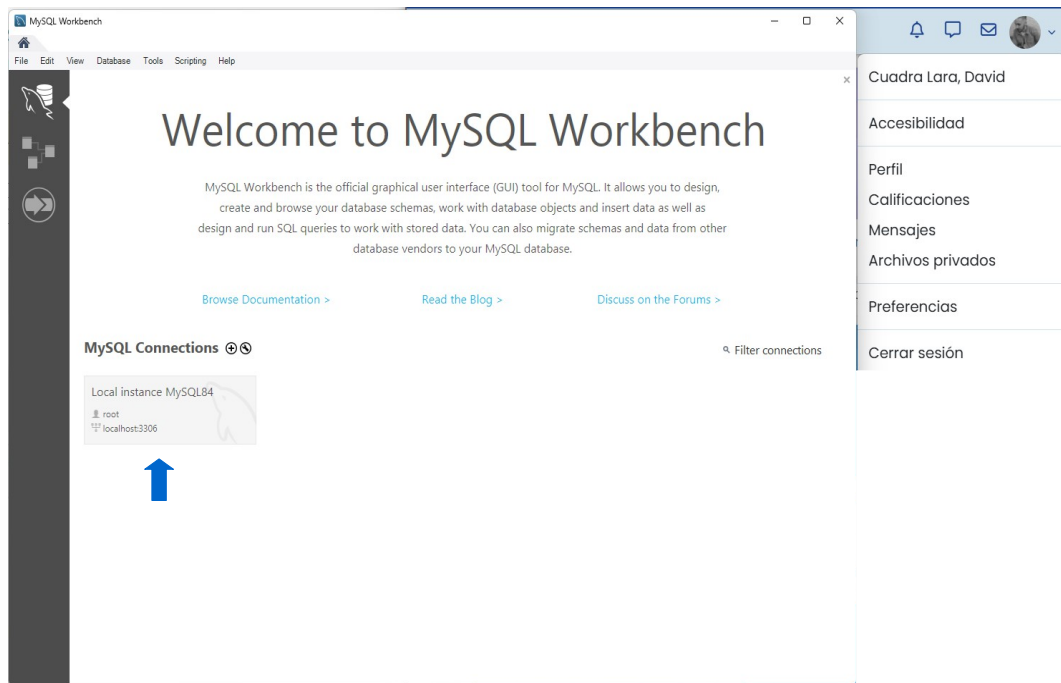 MySQL Workbench
File Edit View Database Tools Scripting Help
Welcome to MySQL Workbench
MySQL Workbench is the official graphical user interface (GUI) tool for MySQL. It allows you to design,
create and browse your database schemas, work with database objects and insert data as well as
design and run SQL queries to work with stored data. You can also migrate schemas and data from other
database vendors to your MySQL database.
Browse Documentation > Read the Blog > Discuss on the Forums >
MySQL Connections
Filter connections
Local instance MySQL84
root
localhost:3306
Cuadra Lara, David
Accesibilidad
Perfil
Calificaciones
Mensajes
Archivos privados
Preferencias
Cerrar sesión